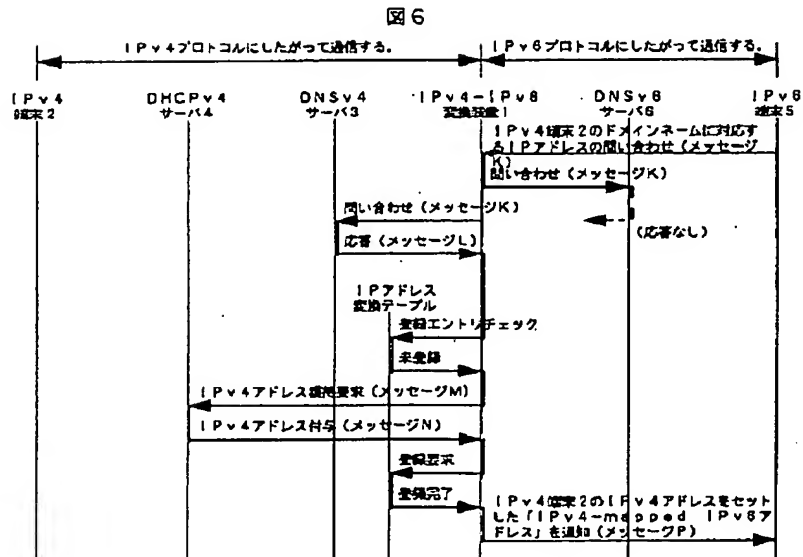 図6
IPv4プロトコルにしたがって通信する。
IPv6プロトコルにしたがって通信する。
IPv4
端末2
DHCPv4
サーバ4
DNSv4
サーバ3
IPv4-IPv6
変換装置1
DNSv6
サーバ6
IPv6
端末5
IPv4端末2のドメインネームに対応す
るIPアドレスの問い合わせ(メッセージ
K)
問い合わせ(メッセージK)
問い合わせ(メッセージK)
(応答なし)
応答(メッセージL)
IPアドレス
変換テーブル
登録エントリチェック
未登録
IPv4アドレス獲得要求(メッセージM)
IPv4アドレス付与(メッセージN)
登録要求
登録完了
IPv4端末2のIPv4アドレスをセット
した「IPv4-mapped IPv6ア
ドレス」を通知(メッセージP)